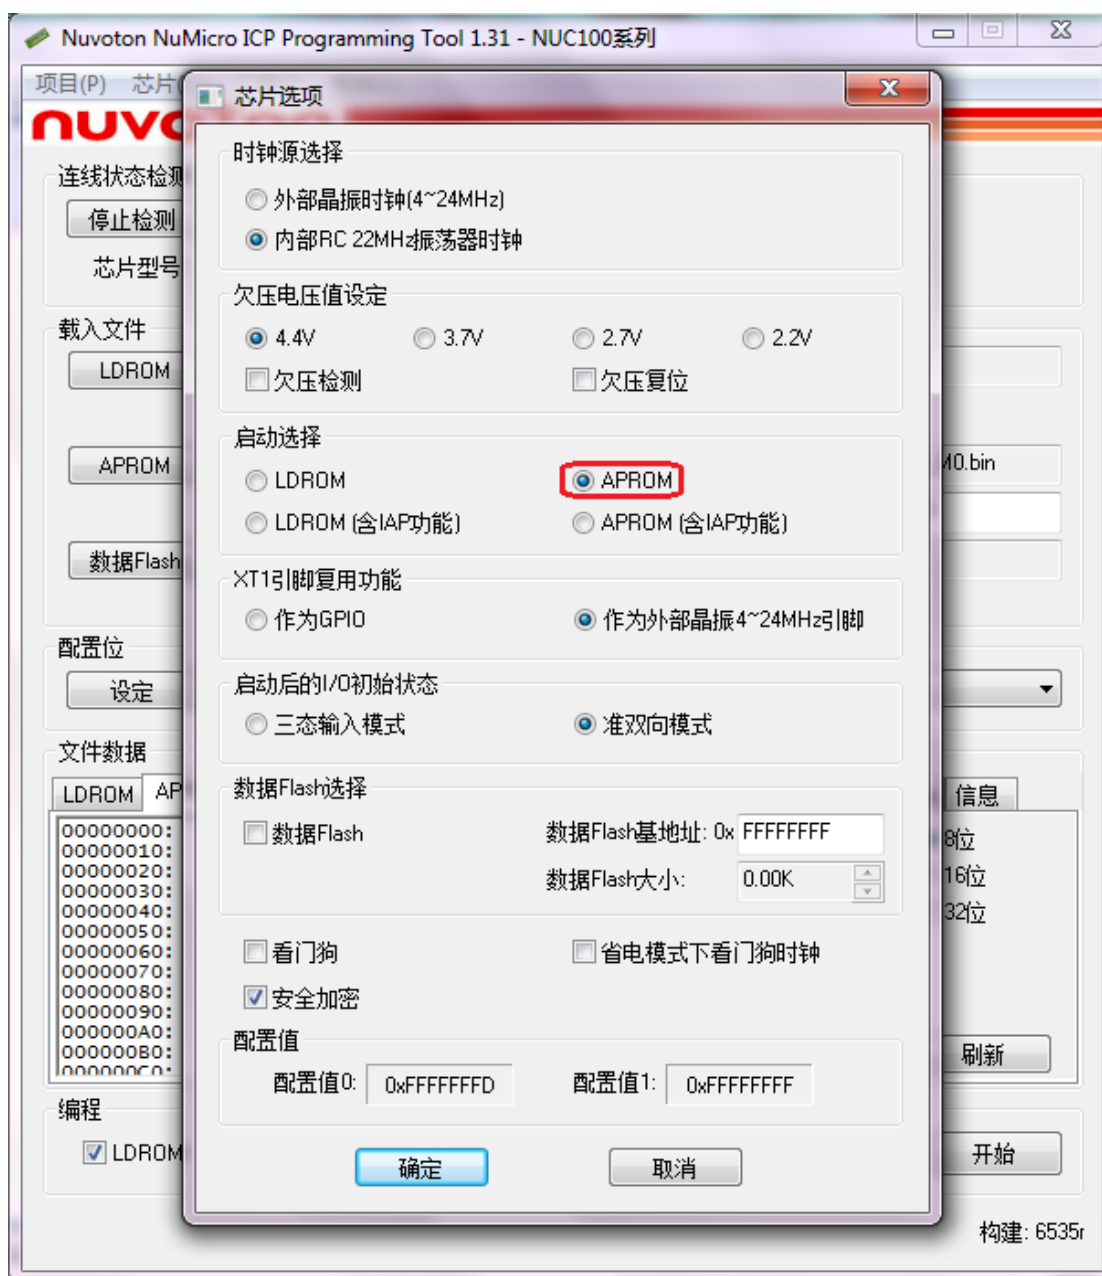 Nuvoton NuMicro ICP Programming Tool 1.31 - NUC100系列
项目(P) 芯片
芯片选项
连线状态检测
停止检测
芯片型号
时钟源选择
外部晶振时钟(4~24MHz)
内部RC 22MHz振荡器时钟
载入文件
LDROM
APROM
M0.bin
数据Flash
欠压电压值设定
4.4V 3.7V 2.7V 2.2V
欠压检测 欠压复位
启动选择
LDROM APROM
LDROM (含IAP功能) APROM (含IAP功能)
XT1引脚复用功能
作为GPIO 作为外部晶振4~24MHz引脚
配置位
设定
启动后的I/O初始状态
三态输入模式 准双向模式
文件数据
LDROM AP 信息
00000000:
00000010:
00000020:
00000030:
00000040:
00000050:
00000060:
00000070:
00000080:
00000090:
000000A0:
000000B0:
000000C0:
8位
16位
32位
刷新
数据Flash选择
数据Flash 数据Flash基地址: 0x FFFFFFFF
数据Flash大小: 0.00K
看门狗 省电模式下看门狗时钟
安全加密
配置值
配置值0: 0xFFFFFFFD 配置值1: 0xFFFFFFFF
确定 取消
编程
LDROM 开始
构建: 6535r